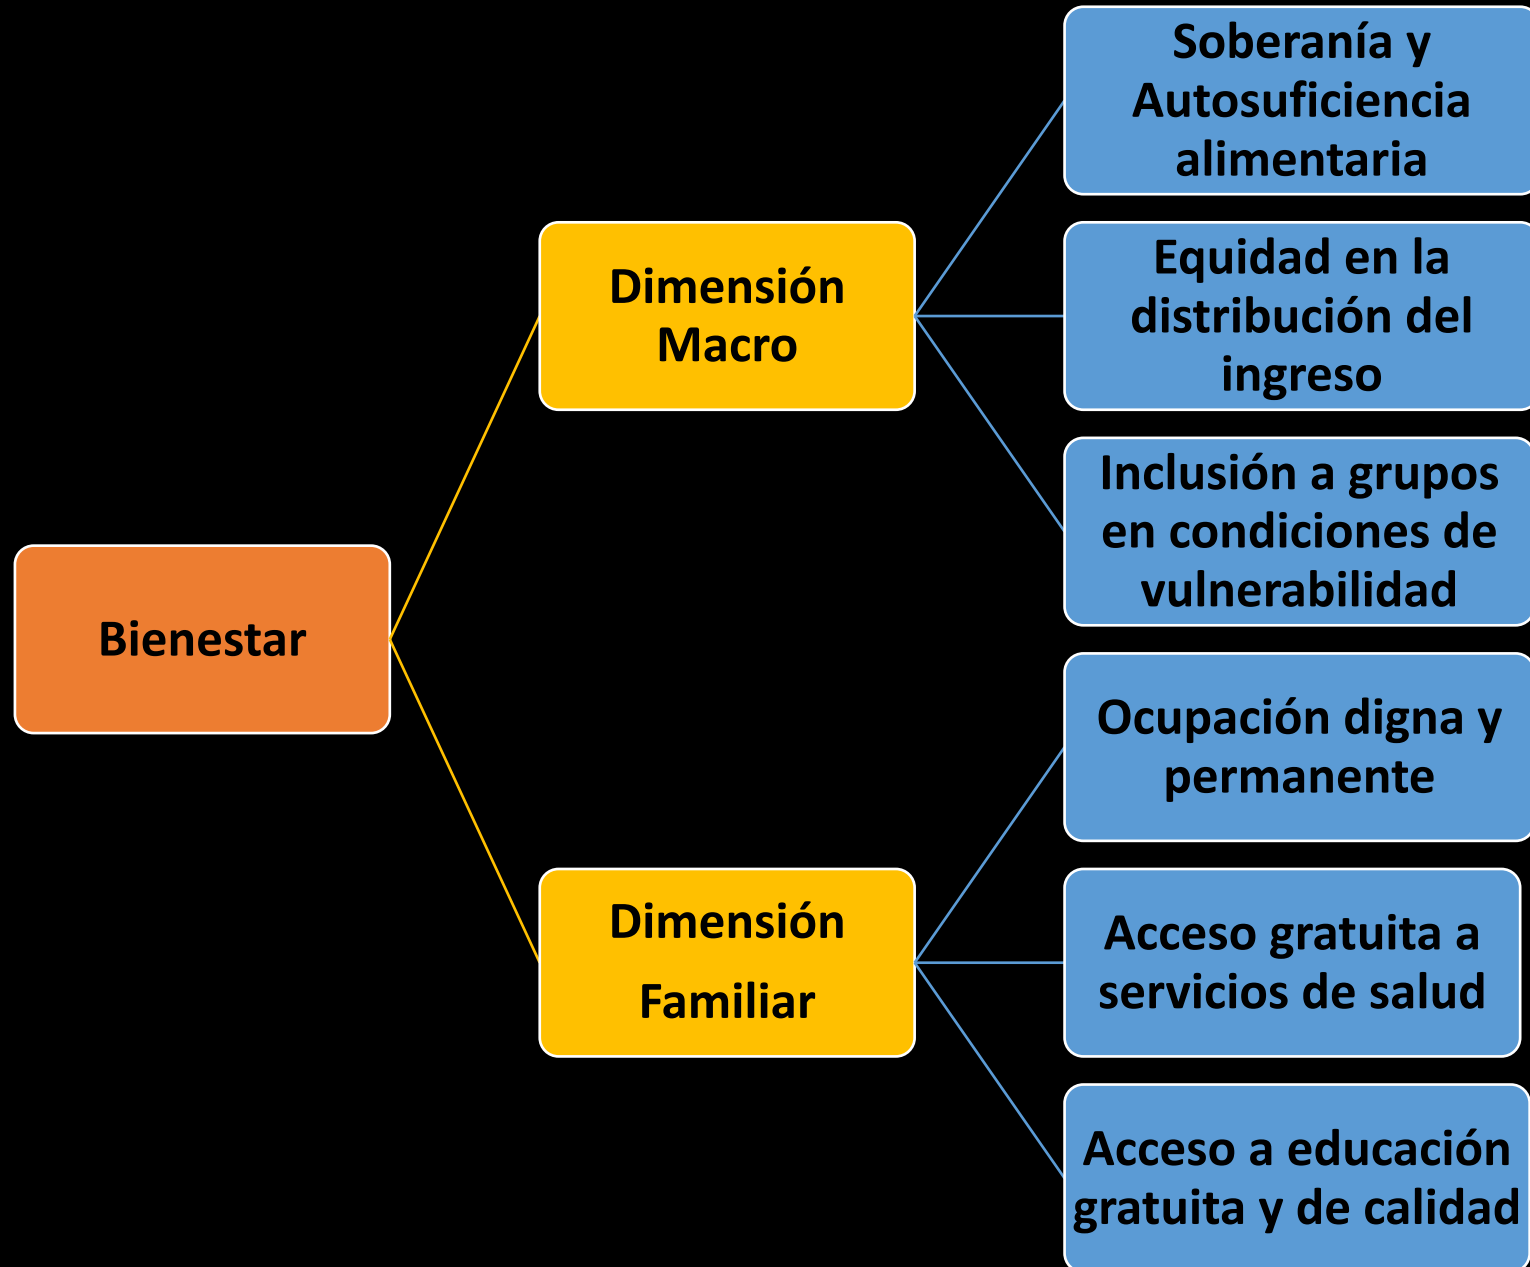 Soberanía y
Autosuficiencia
alimentaria
Equidad en la
distribución del
ingreso
Inclusión a grupos
en condiciones de
vulnerabilidad
Dimensión
Macro
Bienestar
Ocupación digna y
permanente
Dimensión
Familiar
Acceso gratuita a
servicios de salud
Acceso a educación
gratuita y de calidad